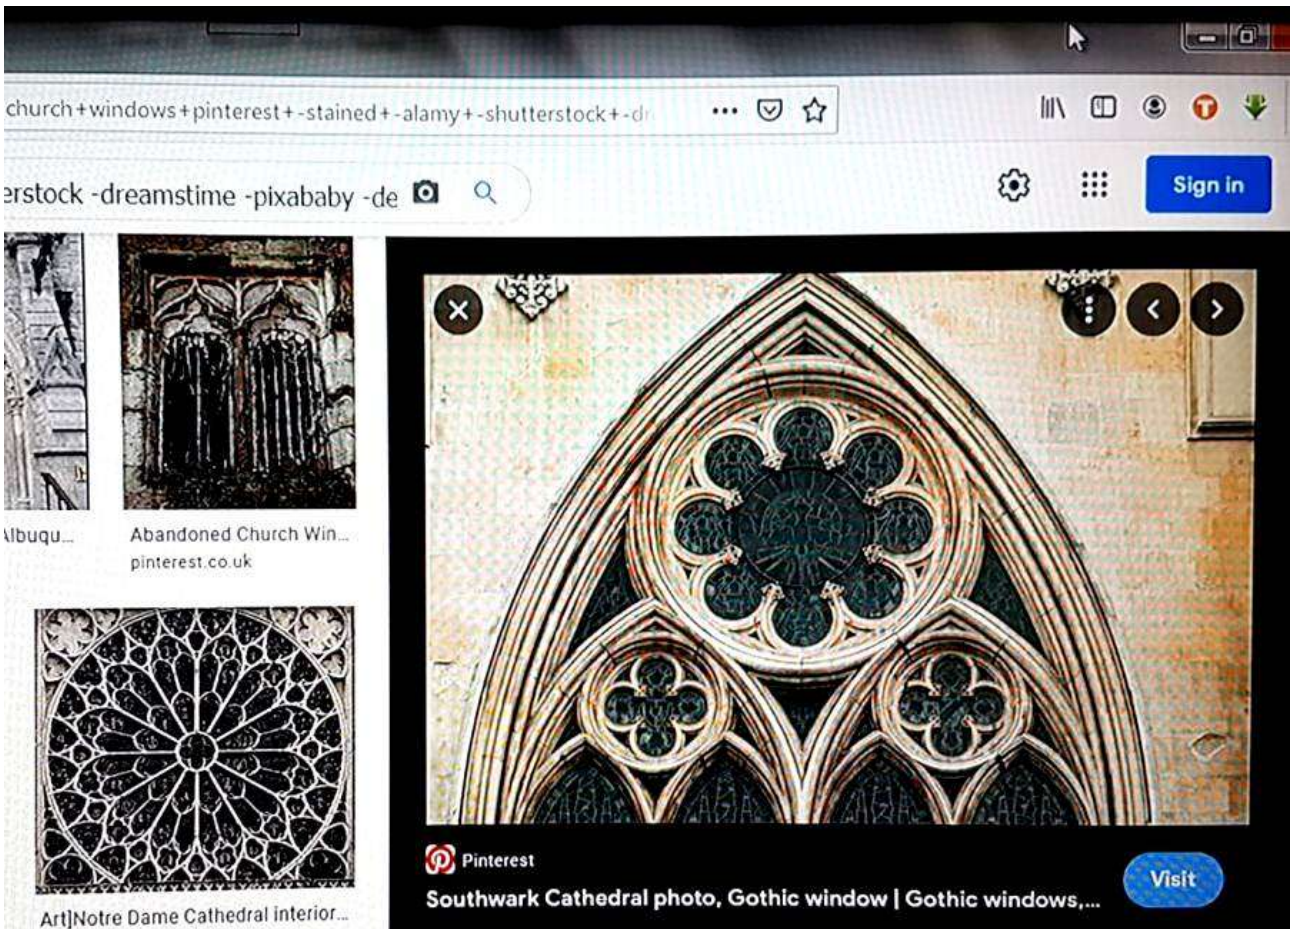 church+windows+pinterest+-stained+-alamy+-shutterstock+-dr
erstock -dreamstime -pixababy -de
Sign in
Albuqu...
Abandoned Church Win...
pinterest.co.uk
Art]Notre Dame Cathedral interior...
Pinterest
Southwark Cathedral photo, Gothic window | Gothic windows,...
Visit